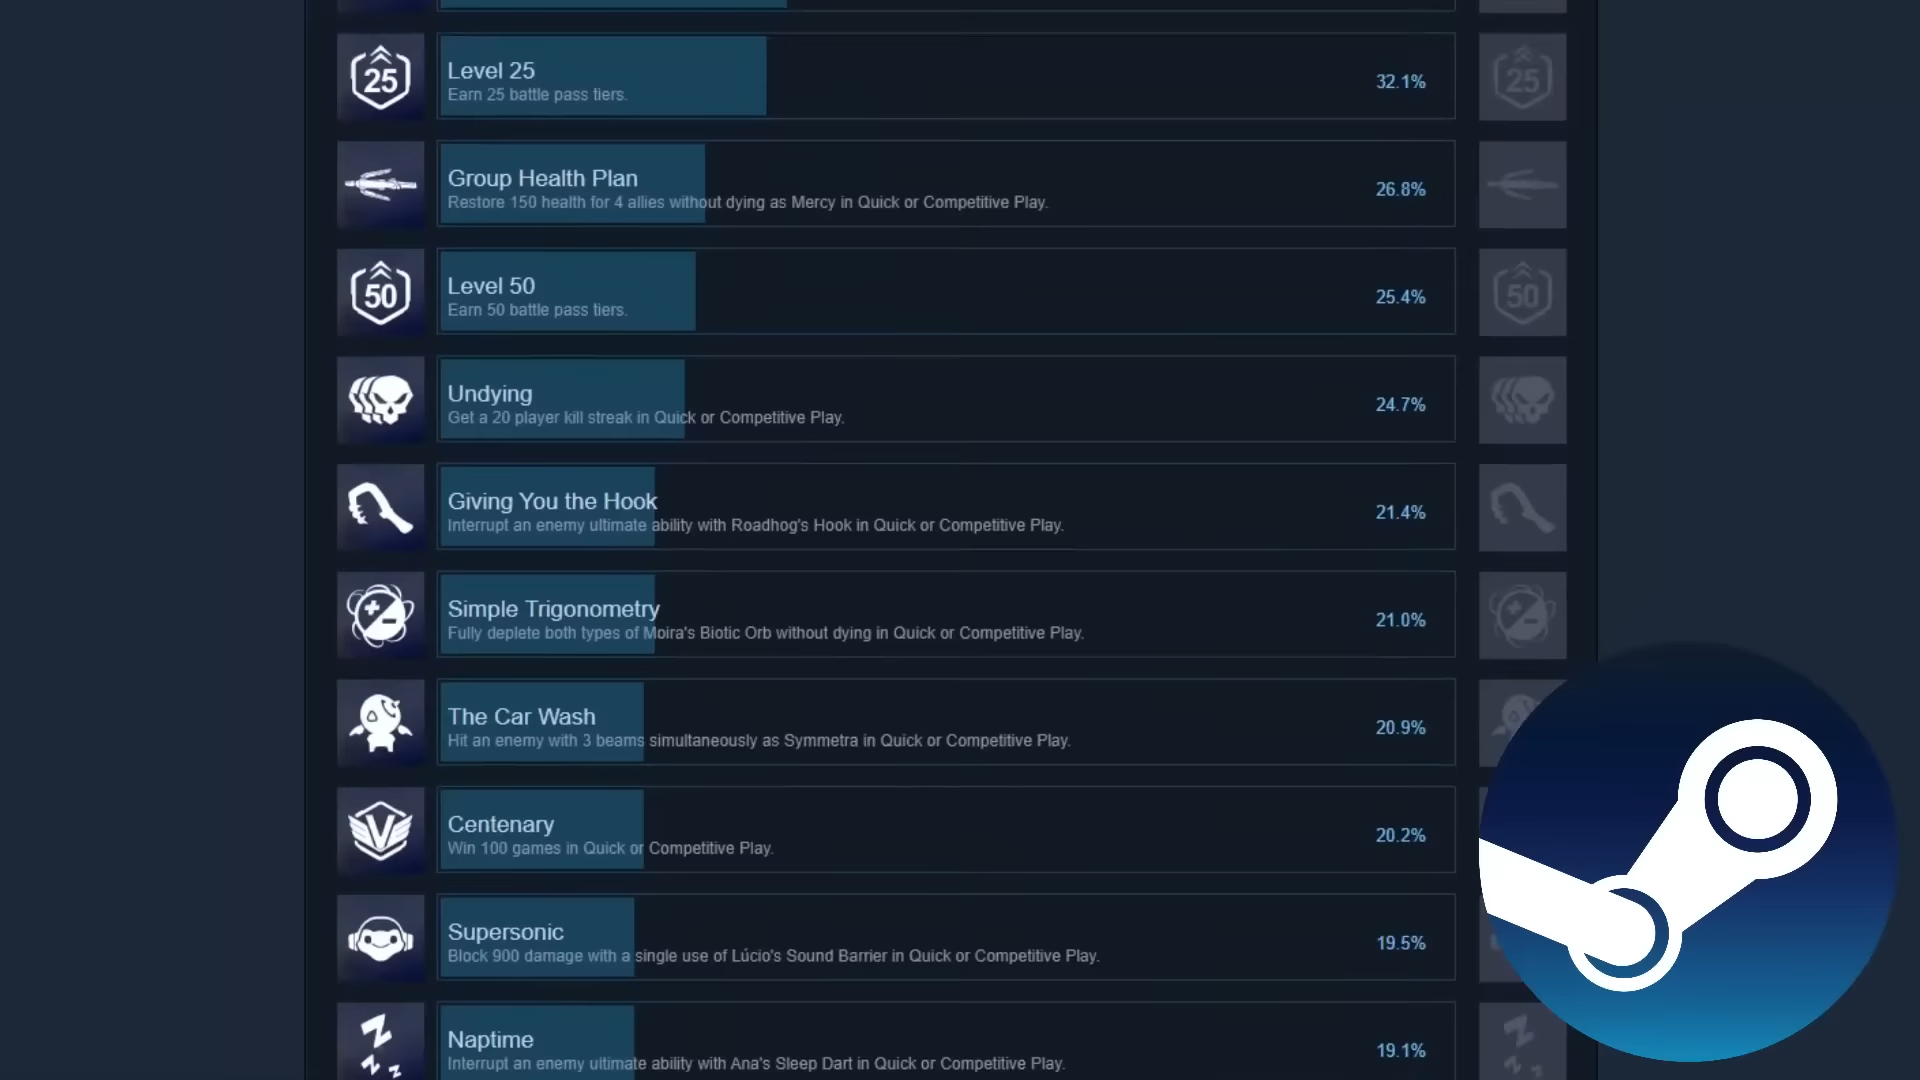 25
Level 25
Earn 25 battle pass tiers.
32.1%
25
Group Health Plan
Restore 150 health for 4 allies without dying as Mercy in Quick or Competitive Play.
26.8%
50
Level 50
Earn 50 battle pass tiers.
25.4%
50
Undying
Get a 20 player kill streak in Quick or Competitive Play.
24.7%
Giving You the Hook
Interrupt an enemy ultimate ability with Roadhog's Hook in Quick or Competitive Play.
21.4%
Simple Trigonometry
Fully deplete both types of Moira's Biotic Orb without dying in Quick or Competitive Play.
21.0%
The Car Wash
Hit an enemy with 3 beams simultaneously as Symmetra in Quick or Competitive Play.
20.9%
V
Centenary
Win 100 games in Quick or Competitive Play.
20.2%
Supersonic
Block 900 damage with a single use of Lúcio's Sound Barrier in Quick or Competitive Play.
19.5%
Z z z
Naptime
Interrupt an enemy ultimate ability with Ana's Sleep Dart in Quick or Competitive Play.
19.1%
Z z z